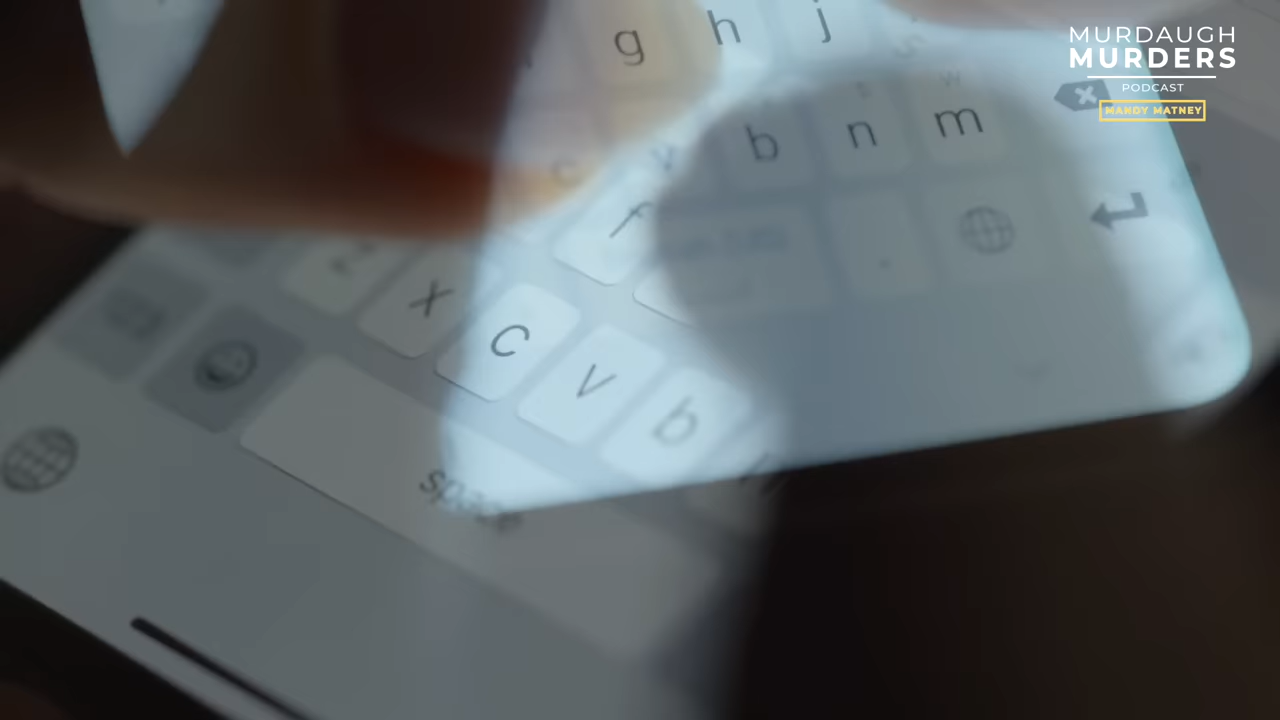 MURDAUGH
MURDERS
PODCAST
MANDY MATNEY
g h j
b n m
f
x c v b
space